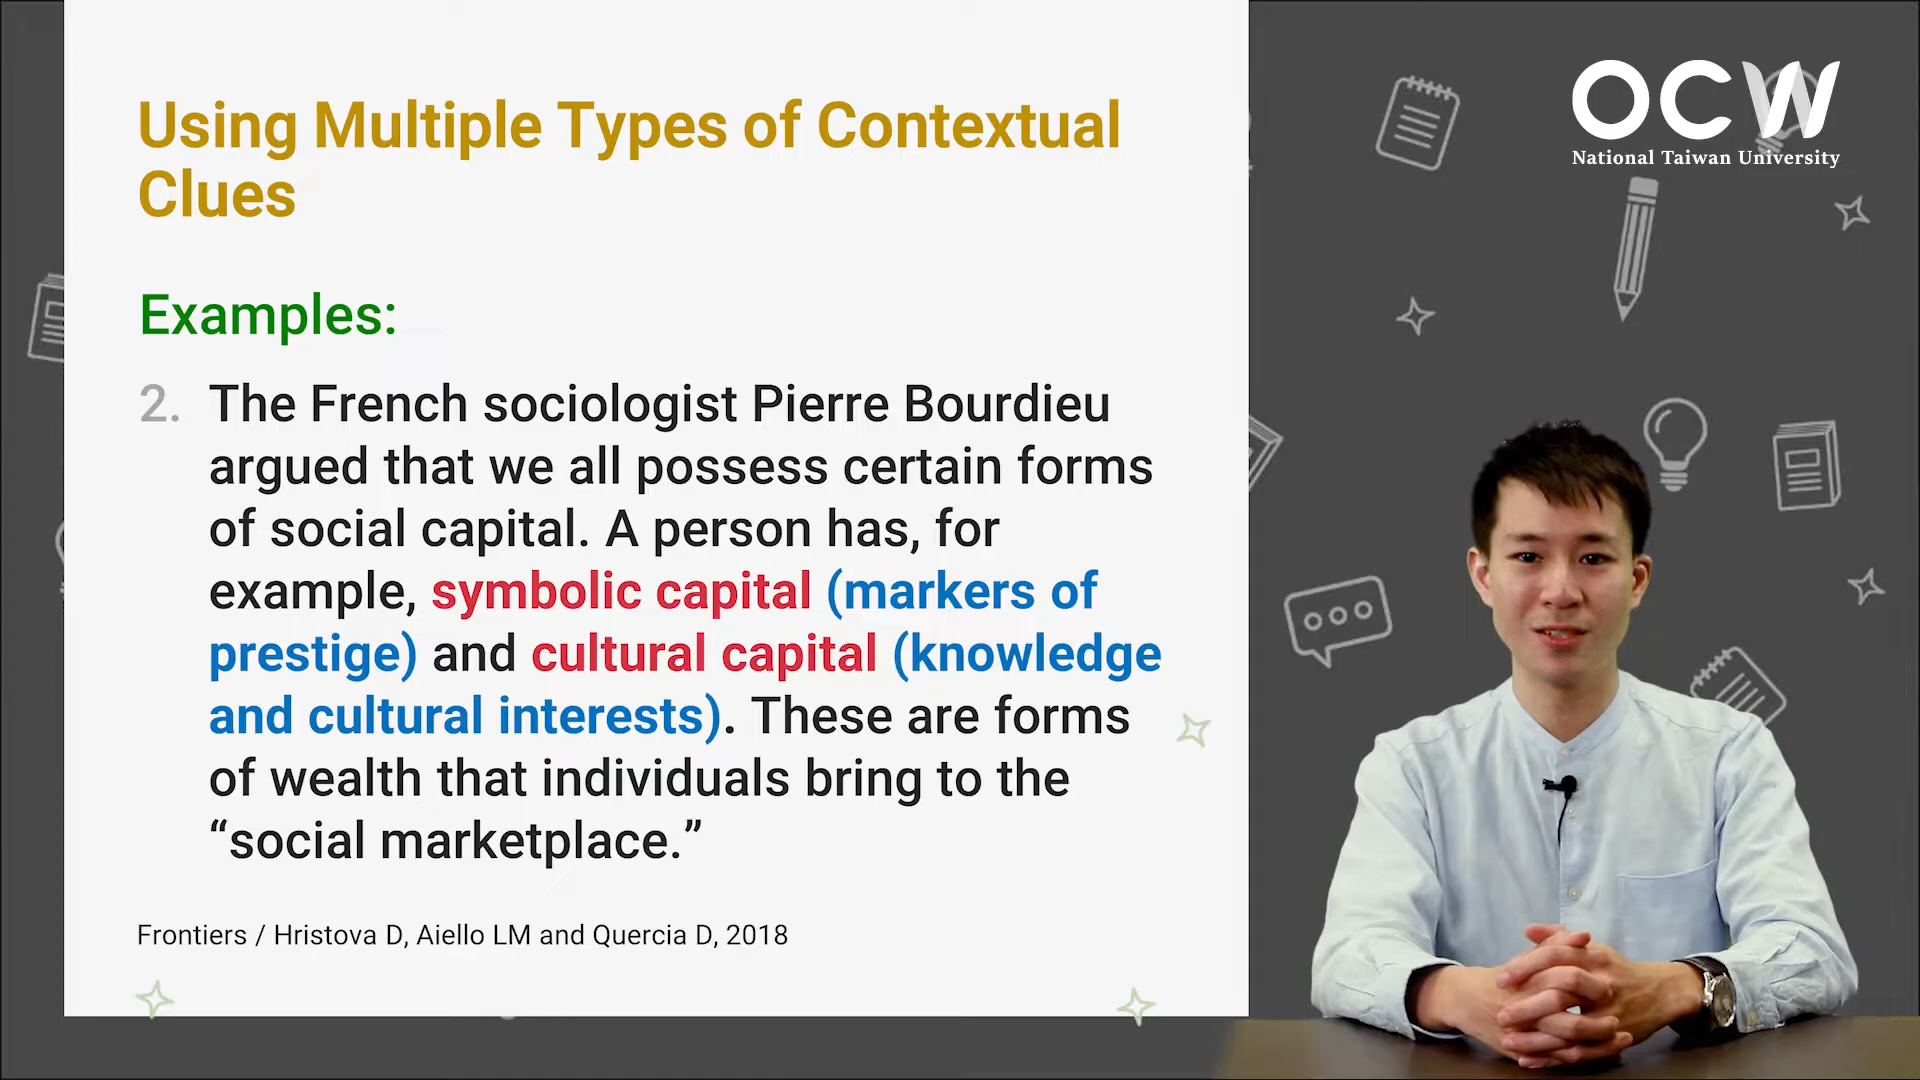 Using Multiple Types of Contextual
Clues
Examples:
2. The French sociologist Pierre Bourdieu
argued that we all possess certain forms
of social capital. A person has, for
example, symbolic capital (markers of
prestige) and cultural capital (knowledge
and cultural interests). These are forms
of wealth that individuals bring to the
“social marketplace.”
Frontiers / Hristova D, Aiello LM and Quercia D, 2018
OCW
National Taiwan University